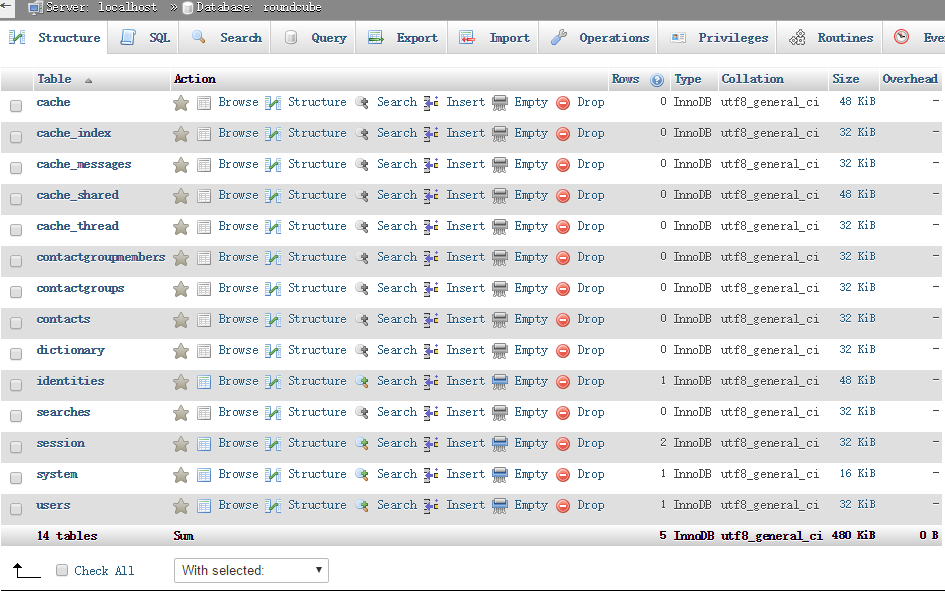 Server: localhost » Database: roundcube
Structure SQL Search Query Export Import Operations Privileges Routines Eve
Table Action Rows Type Collation Size Overhead
cache Browse Structure Search Insert Empty Drop 0 InnoDB utf8_general_ci 48 KiB –
cache_index Browse Structure Search Insert Empty Drop 0 InnoDB utf8_general_ci 32 KiB –
cache_messages Browse Structure Search Insert Empty Drop 0 InnoDB utf8_general_ci 32 KiB –
cache_shared Browse Structure Search Insert Empty Drop 0 InnoDB utf8_general_ci 48 KiB –
cache_thread Browse Structure Search Insert Empty Drop 0 InnoDB utf8_general_ci 32 KiB –
contactgroupmembers Browse Structure Search Insert Empty Drop 0 InnoDB utf8_general_ci 32 KiB –
contactgroups Browse Structure Search Insert Empty Drop 0 InnoDB utf8_general_ci 32 KiB –
contacts Browse Structure Search Insert Empty Drop 0 InnoDB utf8_general_ci 32 KiB –
dictionary Browse Structure Search Insert Empty Drop 0 InnoDB utf8_general_ci 32 KiB –
identities Browse Structure Search Insert Empty Drop 1 InnoDB utf8_general_ci 48 KiB –
searches Browse Structure Search Insert Empty Drop 0 InnoDB utf8_general_ci 32 KiB –
session Browse Structure Search Insert Empty Drop 2 InnoDB utf8_general_ci 32 KiB –
system Browse Structure Search Insert Empty Drop 1 InnoDB utf8_general_ci 16 KiB –
users Browse Structure Search Insert Empty Drop 1 InnoDB utf8_general_ci 32 KiB –
14 tables Sum 5 InnoDB utf8_general_ci 480 KiB 0 B
Check All With selected: